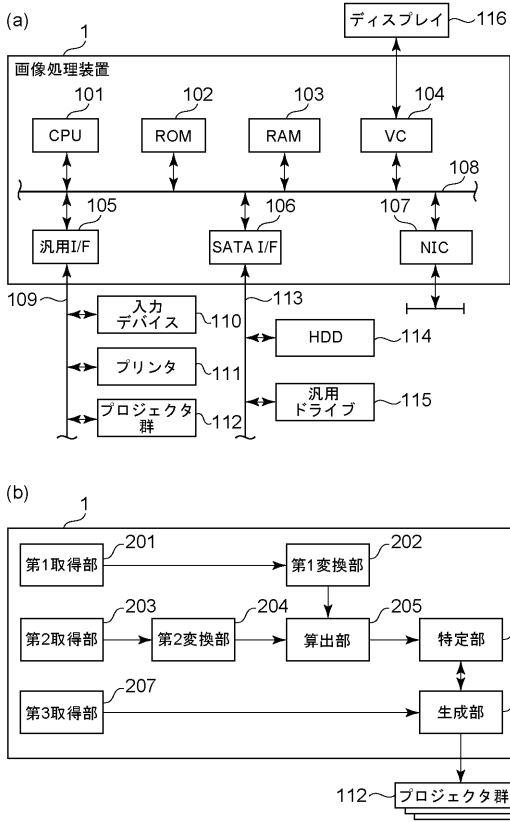 (a)
1
ディスプレイ
116
画像処理装置
101
102
103
104
CPU
ROM
RAM
VC
108
105
106
107
汎用I/F
SATA I/F
NIC
109
113
入力
デバイス
110
HDD
114
プリンタ
111
汎用
ドライブ
115
プロジェクタ
群
112
(b)
1
201
202
第1取得部
第1変換部
203
204
205
第2取得部
第2変換部
算出部
特定部
207
第3取得部
生成部
112
プロジェクタ群